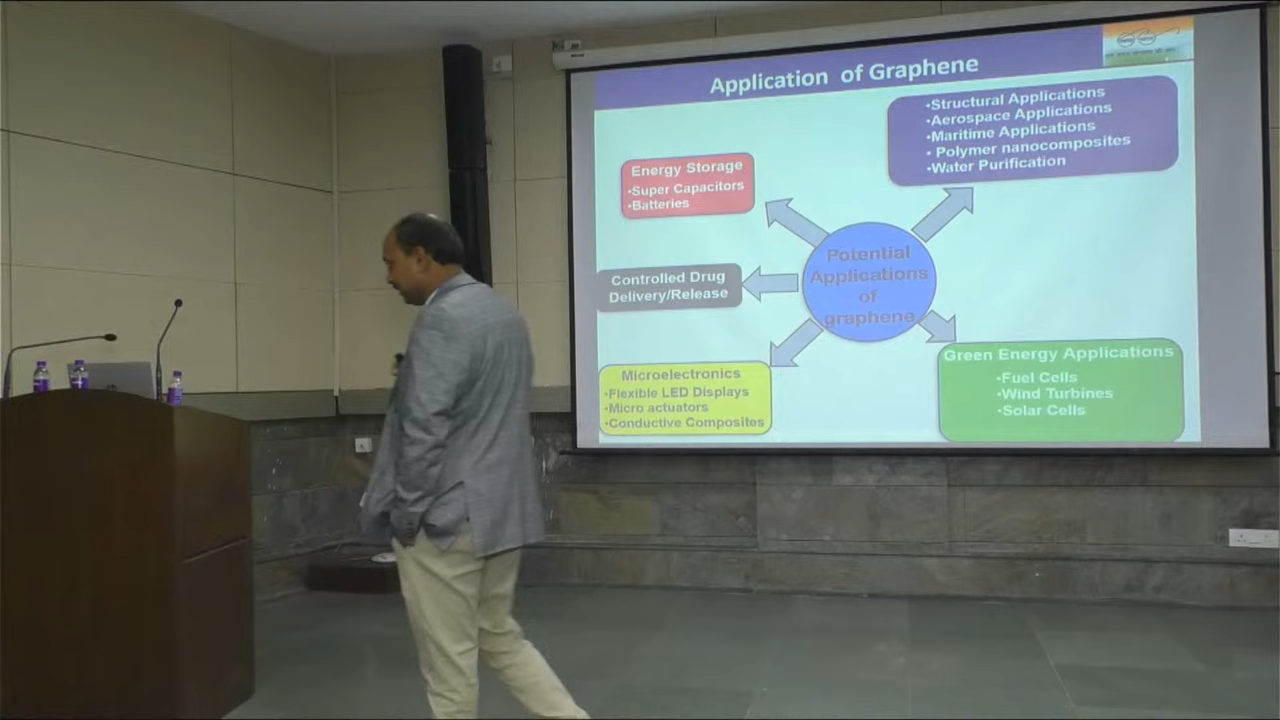 Application of Graphene
•Structural Applications
•Aerospace Applications
•Maritime Applications
• Polymer nanocomposites
•Water Purification
Energy Storage
•Super Capacitors
•Batteries
Potential
Applications
of
graphene
Controlled Drug
Delivery/Release
Microelectronics
•Flexible LED Displays
•Micro actuators
•Conductive Composites
Green Energy Applications
•Fuel Cells
•Wind Turbines
•Solar Cells